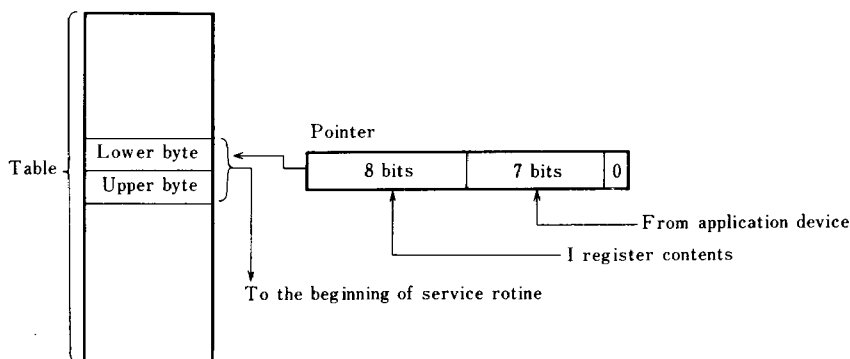 Pointer
Lower byte
8 bits 7 bits 0
Table
Upper byte
From application device
I register contents
To the beginning of service rotine